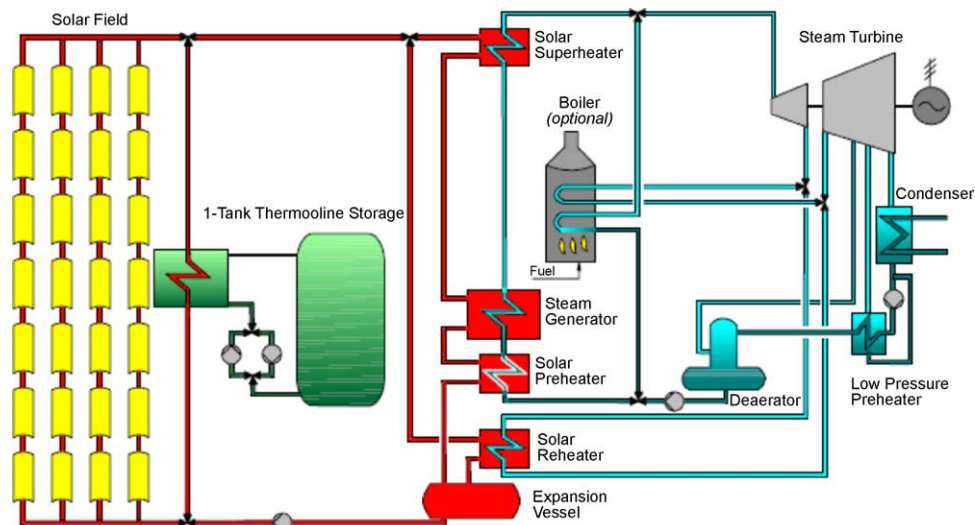 Solar Field
Solar
Superheater
Steam Turbine
Boiler
(optional)
1-Tank Thermooline Storage
Condenser
Fuel
Steam
Generator
Solar
Preheater
Deaerator
Low Pressure
Preheater
Solar
Reheater
Expansion
Vessel